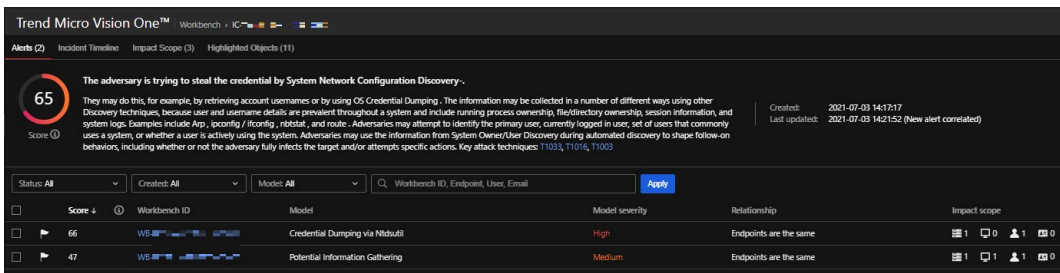 Trend Micro Vision One™ Workbench › IC-
Alerts (2) Incident Timeline Impact Scope (3) Highlighted Objects (11)
65
Score
The adversary is trying to steal the credential by System Network Configuration Discovery-.
They may do this, for example, by retrieving account usernames or by using OS Credential Dumping . The information may be collected in a number of different ways using other
Discovery techniques, because user and username details are prevalent throughout a system and include running process ownership, file/directory ownership, session information, and
system logs. Examples include Arp , ipconfig / ifconfig , nbtstat , and route . Adversaries may attempt to identify the primary user, currently logged in user, set of users that commonly
uses a system, or whether a user is actively using the system. Adversaries may use the information from System Owner/User Discovery during automated discovery to shape follow-on
behaviors, including whether or not the adversary fully infects the target and/or attempts specific actions. Key attack techniques: T1033, T1016, T1003
Created: 2021-07-03 14:17:17
Last updated: 2021-07-03 14:21:52 (New alert correlated)
Status: All Created: All Model: All Workbench ID, Endpoint, User, Email Apply
Score ↓ Workbench ID Model Model severity Relationship Impact scope
66 WB- Credential Dumping via Ntdsutil High Endpoints are the same 1 0 1 0
47 WB- Potential Information Gathering Medium Endpoints are the same 1 1 1 0